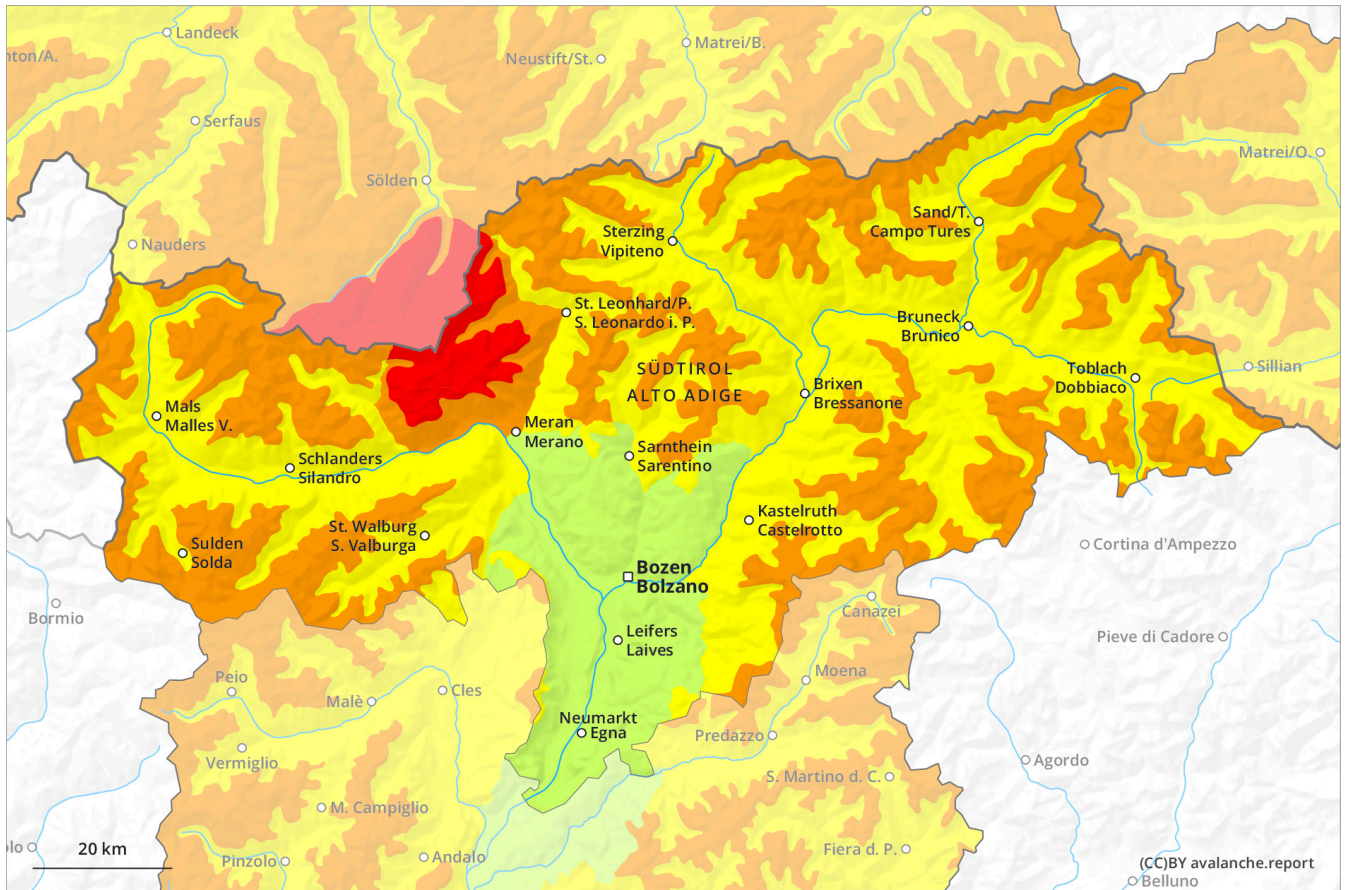 Landeck
nton/A.
Neustift/St.
Matrei/B.
Serfaus
Matrei/O.
Sölden
Sand/T.
Campo Tures
Sterzing
Vipiteno
Nauders
St. Leonhard/P.
S. Leonardo i. P.
Bruneck
Brunico
SÜDTIROL
ALTO ADIGE
Toblach
Dobbiaco
Sillian
Brixen
Bressanone
Mals
Malles V.
Meran
Merano
Sarnthein
Sarentino
Schlanders
Silandro
Kastelruth
Castelrotto
St. Walburg
S. Valburga
Sulden
Solda
Cortina d'Ampezzo
Bozen
Bolzano
Bormio
Canazei
Leifers
Laives
Pieve di Cadore
Peio
Moena
Malè
Cles
Neumarkt
Egna
Predazzo
Vermiglio
Agordo
S. Martino d. C.
M. Campiglio
20 km
lo
Pinzolo
Andalo
Fiera d. P.
(CC)BY avalanche.report
Belluno